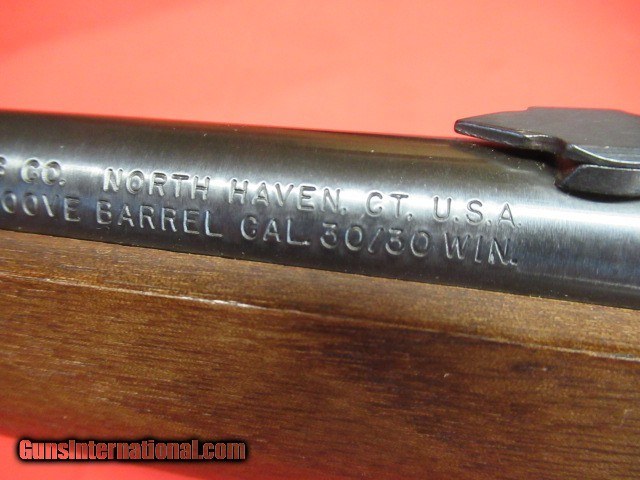 CO. NORTH HAVEN. CT. U.S.A.
BARREL CAL. 30/30 WIN.
GunsInternational.com